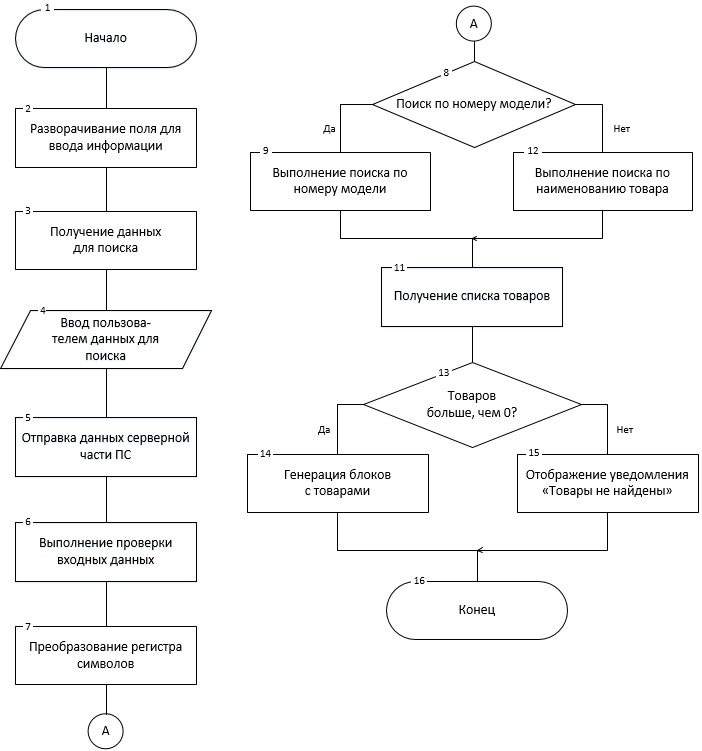 1
Начало
2
Разворачивание поля для
ввода информации
3
Получение данных
для поиска
4
Ввод пользова-
телем данных для
поиска
5
Отправка данных серверной
части ПС
6
Выполнение проверки
входных данных
7
Преобразование регистра
символов
А
А
8
Поиск по номеру модели?
Да
Нет
9
Выполнение поиска по
номеру модели
12
Выполнение поиска по
наименованию товара
11
Получение списка товаров
13
Товаров
больше, чем 0?
Да
Нет
14
Генерация блоков
с товарами
15
Отображение уведомления
«Товары не найдены»
16
Конец